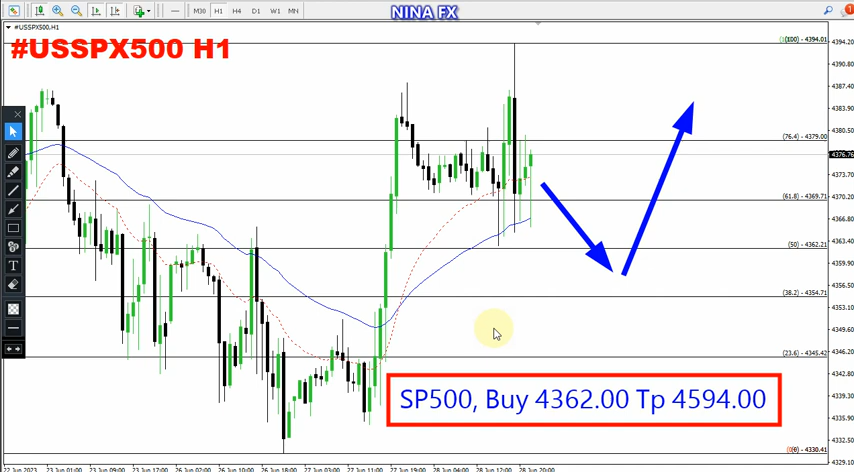 M30 H1 H4 D1 W1 MN
NINA FX
#USSPX500,H1
#USSPX500 H1
(100) - 4394.01
4394.20
4390.80
4387.40
4383.90
4380.50
(76.4) - 4379.00
4376.76
4373.70
4370.20
(61.8) - 4369.71
4366.80
4363.40
(50) - 4362.21
4359.90
4356.50
(38.2) - 4354.71
4353.10
4349.60
4346.20
(23.6) - 4345.42
4342.80
4339.30
4335.90
4332.50
4329.10
SP500, Buy 4362.00 Tp 4594.00
(0) - 4330.41
22 Jun 2023 23 Jun 01:00 23 Jun 09:00 23 Jun 17:00 26 Jun 02:00 26 Jun 10:00 26 Jun 18:00 27 Jun 03:00 27 Jun 11:00 27 Jun 19:00 28 Jun 04:00 28 Jun 12:00 28 Jun 20:00